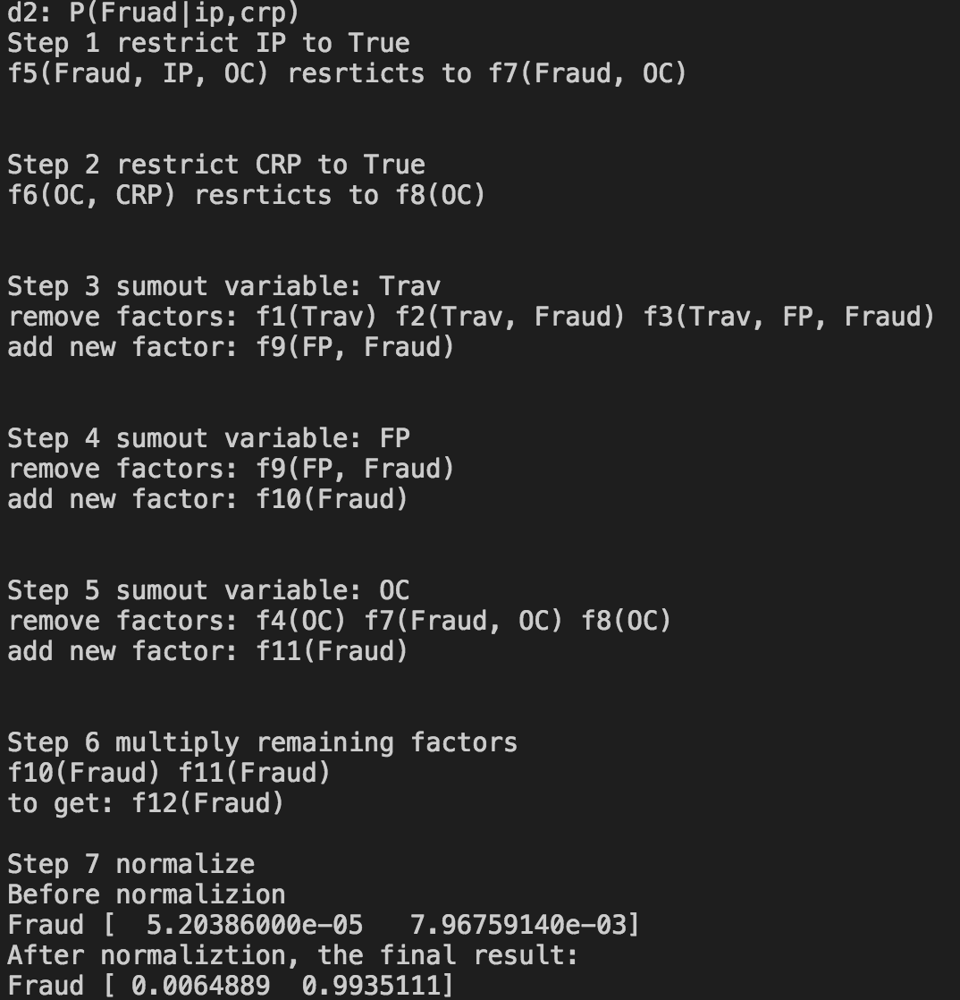 d2: P(Fruad|ip,crp)
Step 1 restrict IP to True
f5(Fraud, IP, OC) resrticts to f7(Fraud, OC)
Step 2 restrict CRP to True
f6(OC, CRP) resrticts to f8(OC)
Step 3 sumout variable: Trav
remove factors: f1(Trav) f2(Trav, Fraud) f3(Trav, FP, Fraud)
add new factor: f9(FP, Fraud)
Step 4 sumout variable: FP
remove factors: f9(FP, Fraud)
add new factor: f10(Fraud)
Step 5 sumout variable: OC
remove factors: f4(OC) f7(Fraud, OC) f8(OC)
add new factor: f11(Fraud)
Step 6 multiply remaining factors
f10(Fraud) f11(Fraud)
to get: f12(Fraud)
Step 7 normalize
Before normalizion
Fraud [  5.20386000e-05   7.96759140e-03]
After normaliztion, the final result:
Fraud [ 0.0064889  0.9935111]